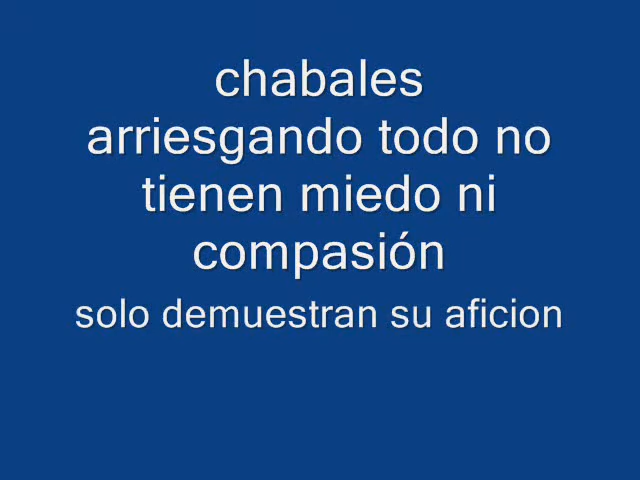 chabales
arriesgando todo no
tienen miedo ni
compasión
solo demuestran su aficion